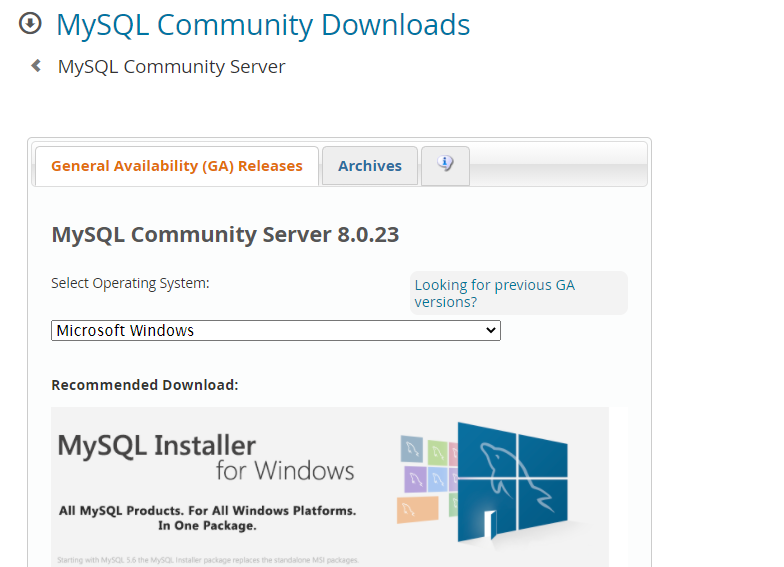 MySQL Community Downloads
MySQL Community Server
General Availability (GA) Releases
Archives
MySQL Community Server 8.0.23
Select Operating System:
Looking for previous GA
versions?
Microsoft Windows
Recommended Download:
MySQL Installer
for Windows
All MySQL Products. For All Windows Platforms.
In One Package.
Starting with MySQL 5.6 the MySQL Installer package replaces the standalone MSI packages.